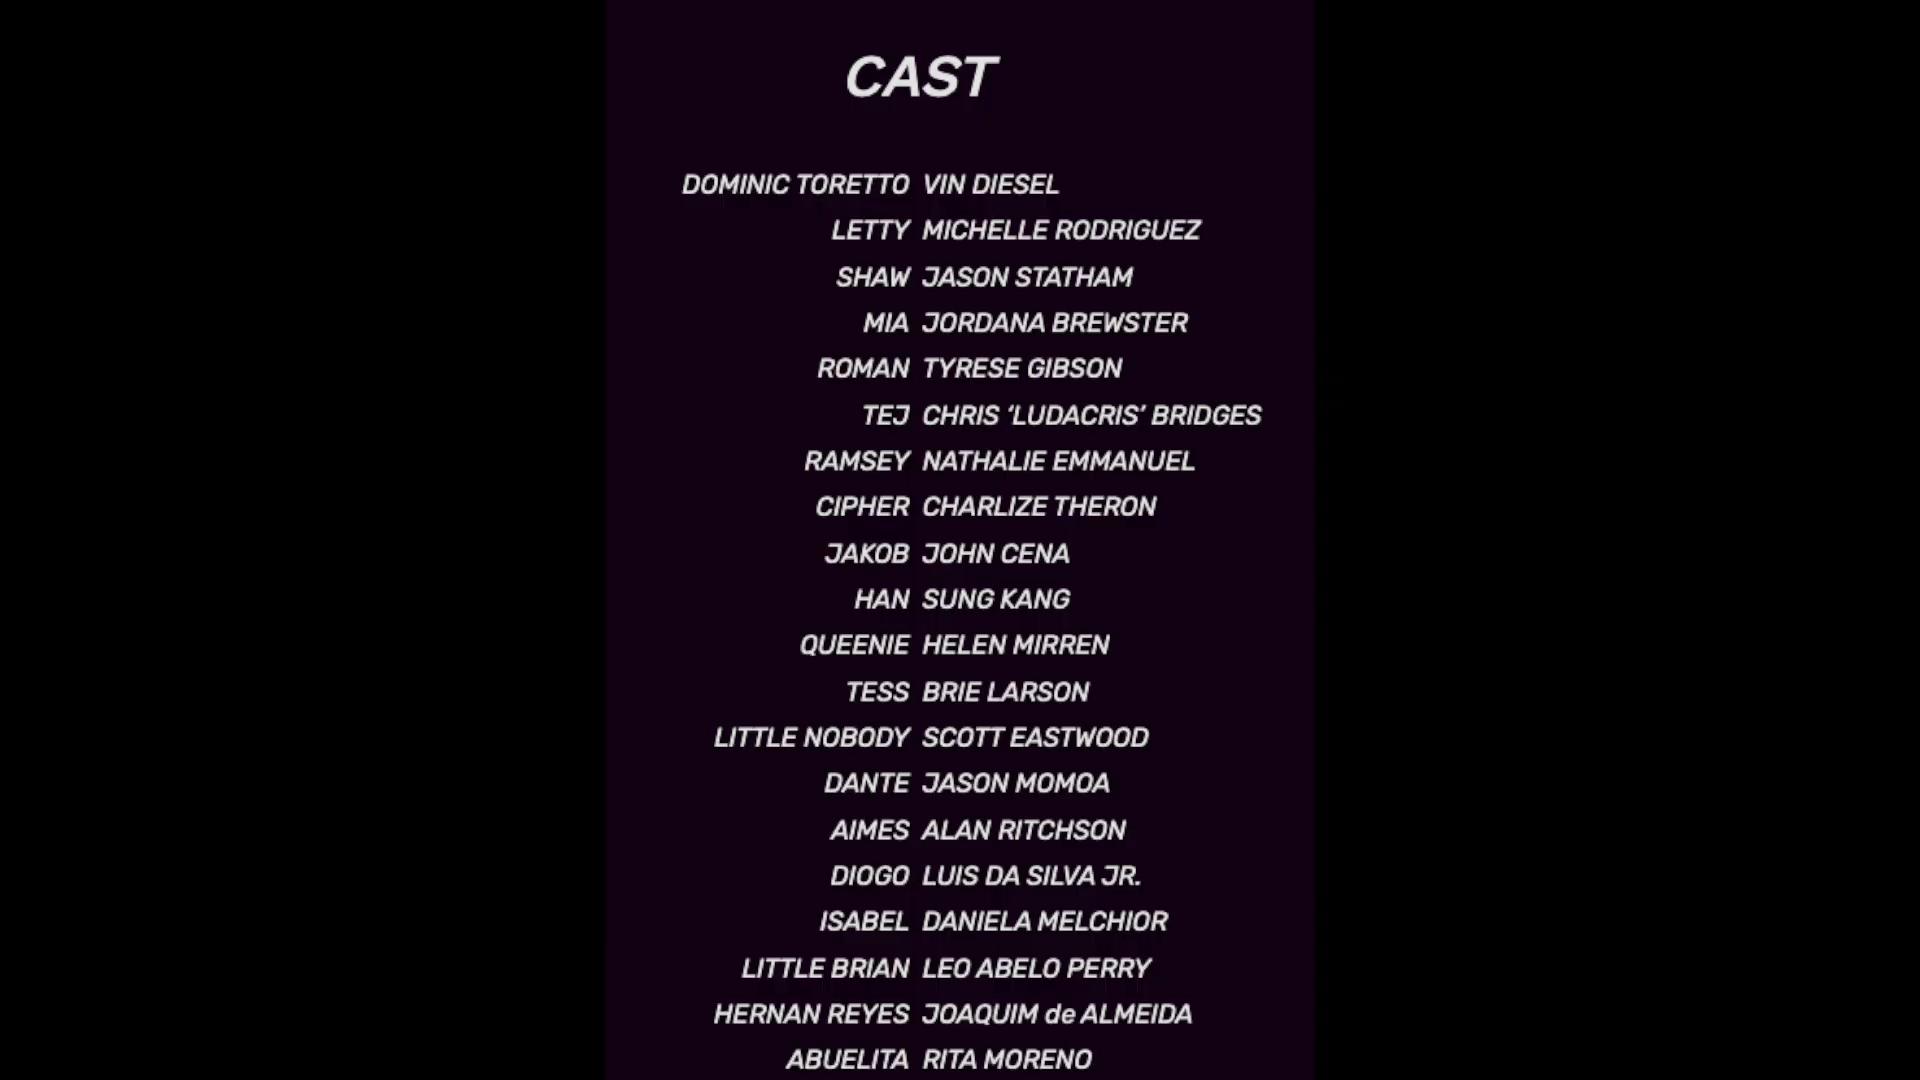 CAST
DOMINIC TORETTO VIN DIESEL
LETTY MICHELLE RODRIGUEZ
SHAW JASON STATHAM
MIA JORDANA BREWSTER
ROMAN TYRESE GIBSON
TEJ CHRIS ‘LUDACRIS’ BRIDGES
RAMSEY NATHALIE EMMANUEL
CIPHER CHARLIZE THERON
JAKOB JOHN CENA
HAN SUNG KANG
QUEENIE HELEN MIRREN
TESS BRIE LARSON
LITTLE NOBODY SCOTT EASTWOOD
DANTE JASON MOMOA
AIMES ALAN RITCHSON
DIOGO LUIS DA SILVA JR.
ISABEL DANIELA MELCHIOR
LITTLE BRIAN LEO ABELO PERRY
HERNAN REYES JOAQUIM de ALMEIDA
ABUELITA RITA MORENO